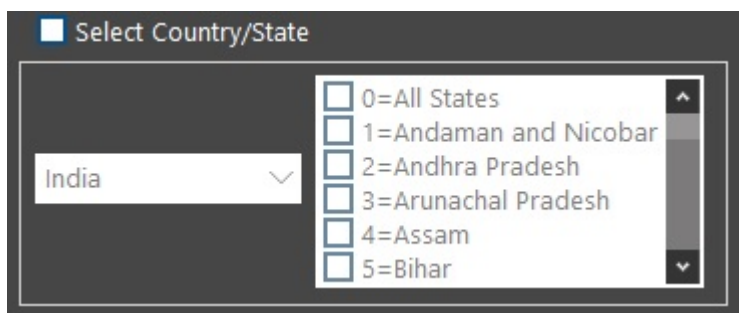 Select Country/State
India
0=All States
1=Andaman and Nicobar
2=Andhra Pradesh
3=Arunachal Pradesh
4=Assam
5=Bihar